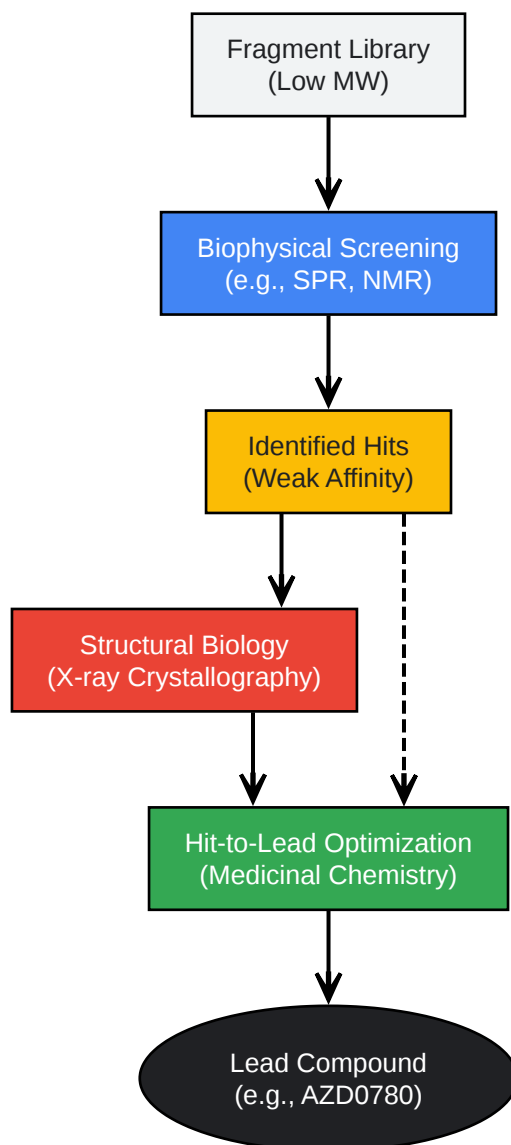 Fragment Library
(Low MW)
Biophysical Screening
(e.g., SPR, NMR)
Identified Hits
(Weak Affinity)
Structural Biology
(X-ray Crystallography)
Hit-to-Lead Optimization
(Medicinal Chemistry)
Lead Compound
(e.g., AZD0780)